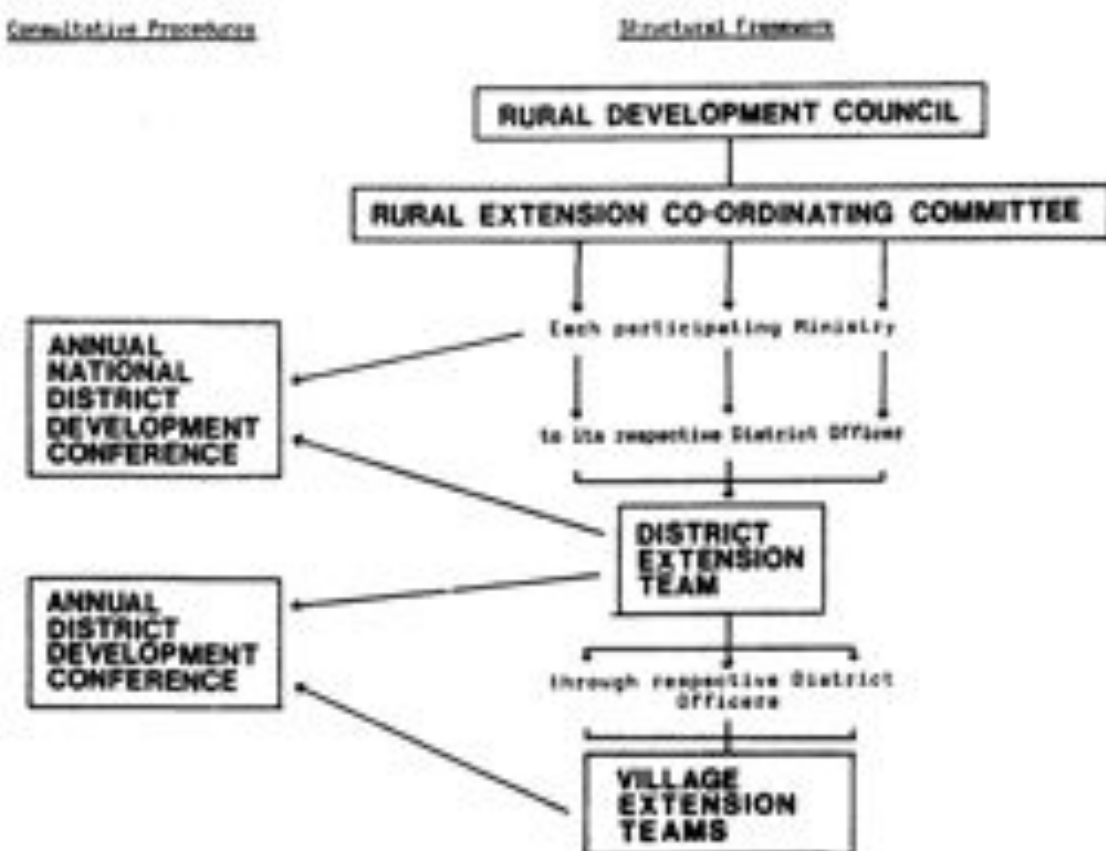 Consultative Procedures
Structural Framework
RURAL DEVELOPMENT COUNCIL
RURAL EXTENSION CO-ORDINATING COMMITTEE
Each participating Ministry
ANNUAL
NATIONAL
DISTRICT
DEVELOPMENT
CONFERENCE
to its respective District Officer
DISTRICT
EXTENSION
TEAM
ANNUAL
DISTRICT
DEVELOPMENT
CONFERENCE
through respective District
Officers
VILLAGE
EXTENSION
TEAMS